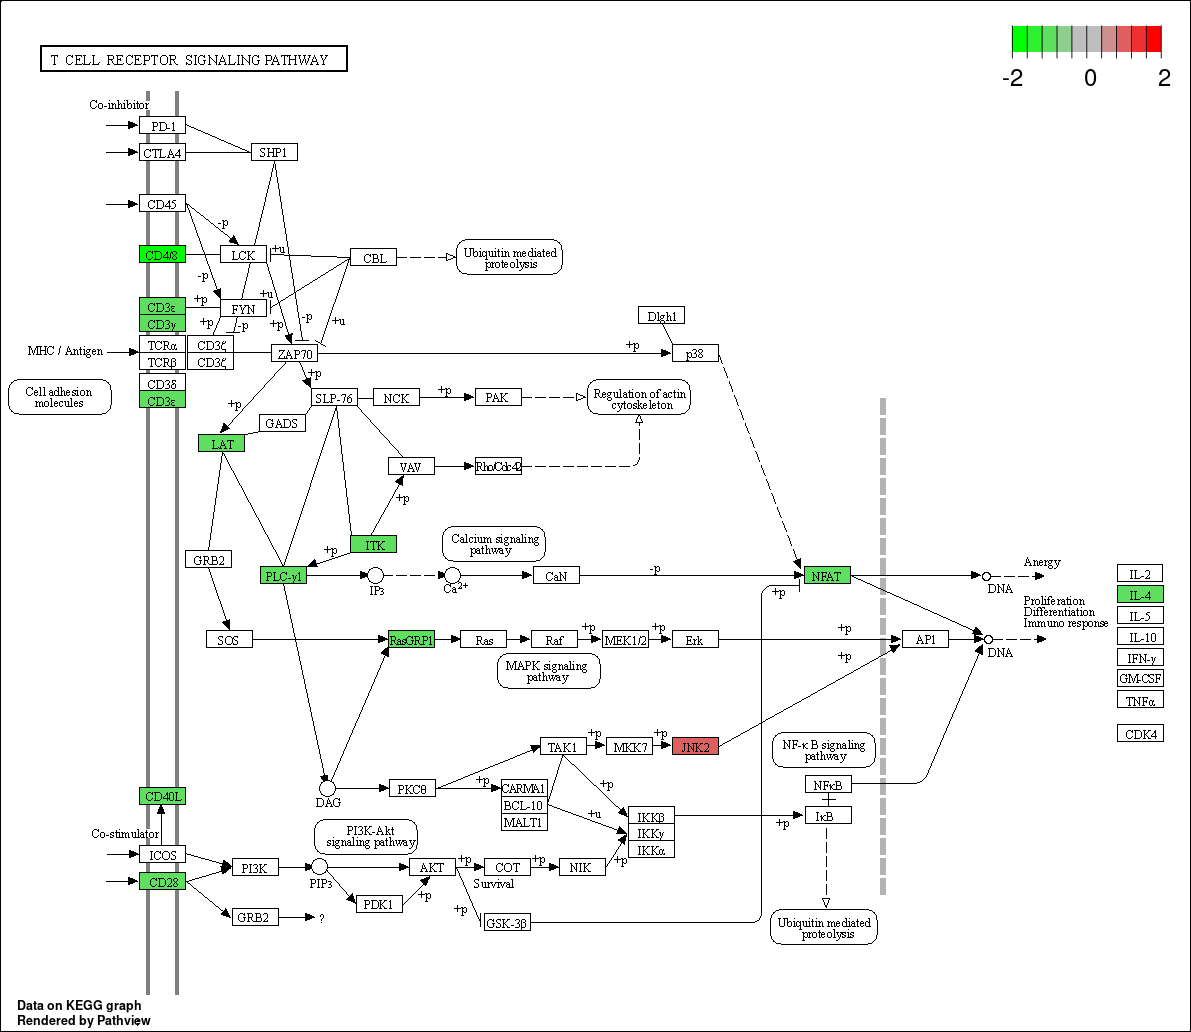 T CELL RECEPTOR SIGNALING PATHWAY
-2 0 2
Co-inhibitor
PD-1
CTLA4
SHP1
CD45
-p
CD4/8
LCK
+u
CBL
Ubiquitin mediated
proteolysis
-p
CD3ε
+p
FYN
+u
CD3γ
+p
-p
+p
-p
+u
Dlgh1
MHC / Antigen
TCRα
CD3ζ
TCRβ
CD3ζ
ZAP70
+p
p38
Cell adhesion
molecules
CD3δ
CD3ε
+p
SLP-76
NCK
+p
PAK
Regulation of actin
cytoskeleton
+p
GADS
LAT
VAV
Rho/Cdc42
+p
ITK
+p
Calcium signaling
pathway
GRB2
PLC-γ1
IP3
Ca2+
CaN
-p
NFAT
+p
DNA
Anergy
Proliferation
Differentiation
Immuno response
IL-2
IL-4
IL-5
IL-10
IFN-γ
GM-CSF
TNFα
CDK4
SOS
RasGRP1
Ras
Raf
+p
MEK1/2
+p
Erk
+p
AP1
DNA
MAPK signaling
pathway
+p
TAK1
+p
MKK7
+p
JNK2
NF-κB signaling
pathway
DAG
PKCθ
+p
CARMA1
BCL-10
MALT1
+p
+u
IKKβ
IKKγ
IKKα
+p
NFκB
IκB
CD40L
Co-stimulator
ICOS
CD28
PI3K-Akt
signaling pathway
PI3K
PIP3
AKT
+p
COT
+p
NIK
+p
Survival
PDK1
+p
+p
GSK-3β
GRB2
?
Ubiquitin mediated
proteolysis
Data on KEGG graph
Rendered by Pathview